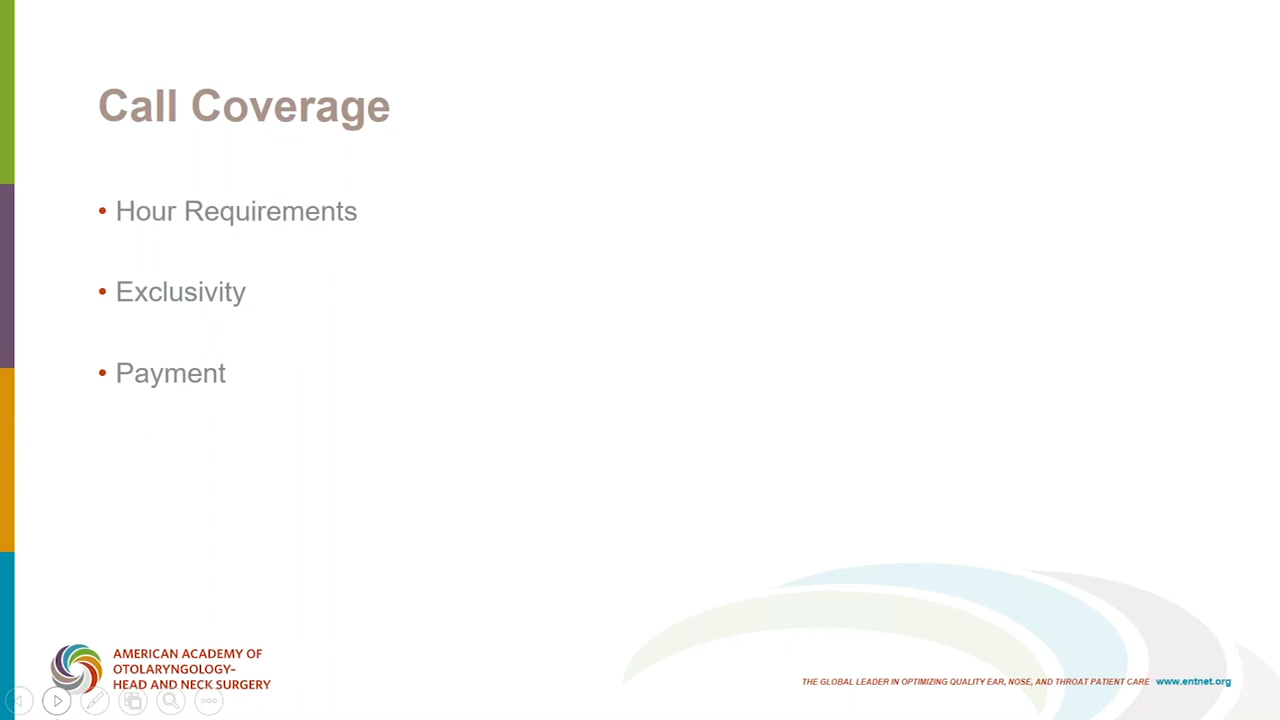 Call Coverage
• Hour Requirements
• Exclusivity
• Payment
AMERICAN ACADEMY OF
OTOLARYNGOLOGY–
HEAD AND NECK SURGERY
THE GLOBAL LEADER IN OPTIMIZING QUALITY EAR, NOSE, AND THROAT PATIENT CARE www.entnet.org